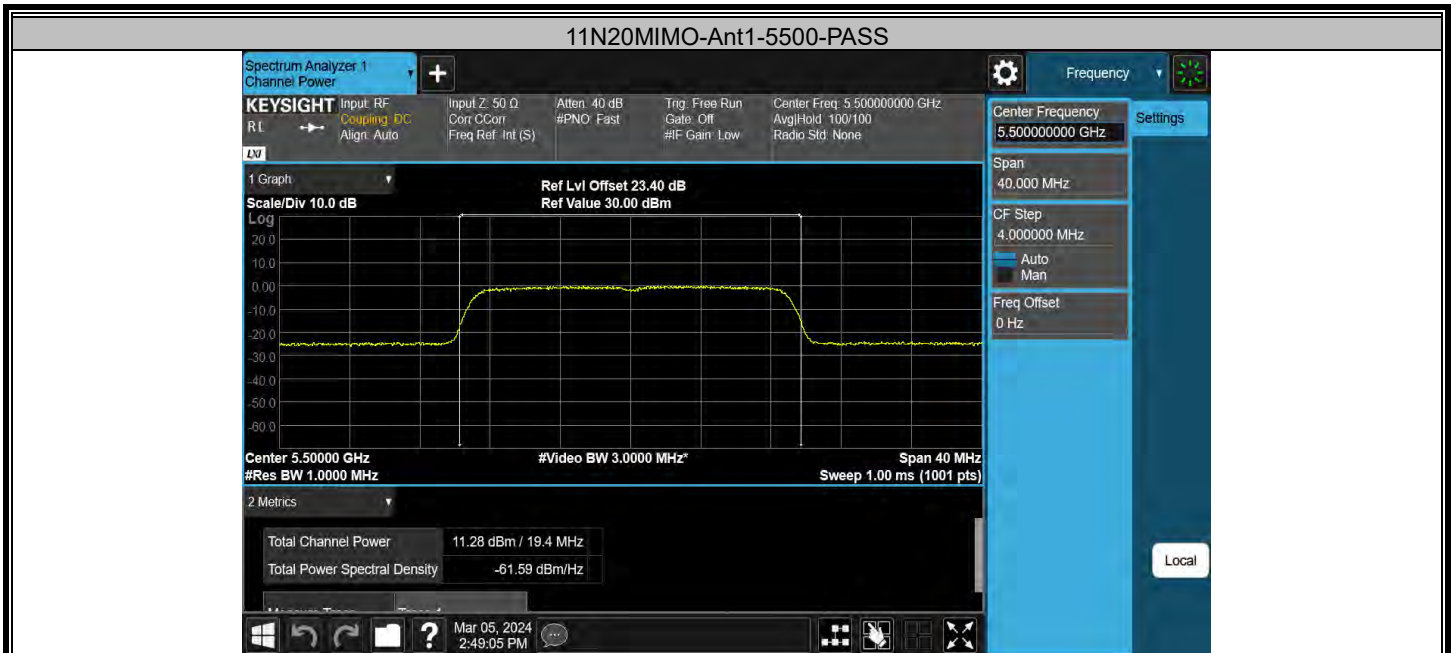 11N20MIMO-Ant1-5500-PASS
Spectrum Analyzer 1
Channel Power
Frequency
KEYSIGHT
RL
LXI
Input: RF
Coupling: DC
Align: Auto
Input Z: 50 Ω
Corr CCorr
Freq Ref: Int (S)
Atten: 40 dB
#PNO: Fast
Trig: Free Run
Gate: Off
#IF Gain: Low
Center Freq: 5.500000000 GHz
Avg|Hold: 100/100
Radio Std: None
Center Frequency
5.500000000 GHz
Settings
Span
40.000 MHz
CF Step
4.000000 MHz
Auto
Man
Freq Offset
0 Hz
1 Graph
Scale/Div 10.0 dB
Ref Lvl Offset 23.40 dB
Ref Value 30.00 dBm
Log
20.0
10.0
0.00
-10.0
-20.0
-30.0
-40.0
-50.0
-60.0
Center 5.50000 GHz
#Res BW 1.0000 MHz
#Video BW 3.0000 MHz*
Span 40 MHz
Sweep 1.00 ms (1001 pts)
2 Metrics
Total Channel Power 11.28 dBm / 19.4 MHz
Total Power Spectral Density -61.59 dBm/Hz
Local
?
Mar 05, 2024
2:49:05 PM